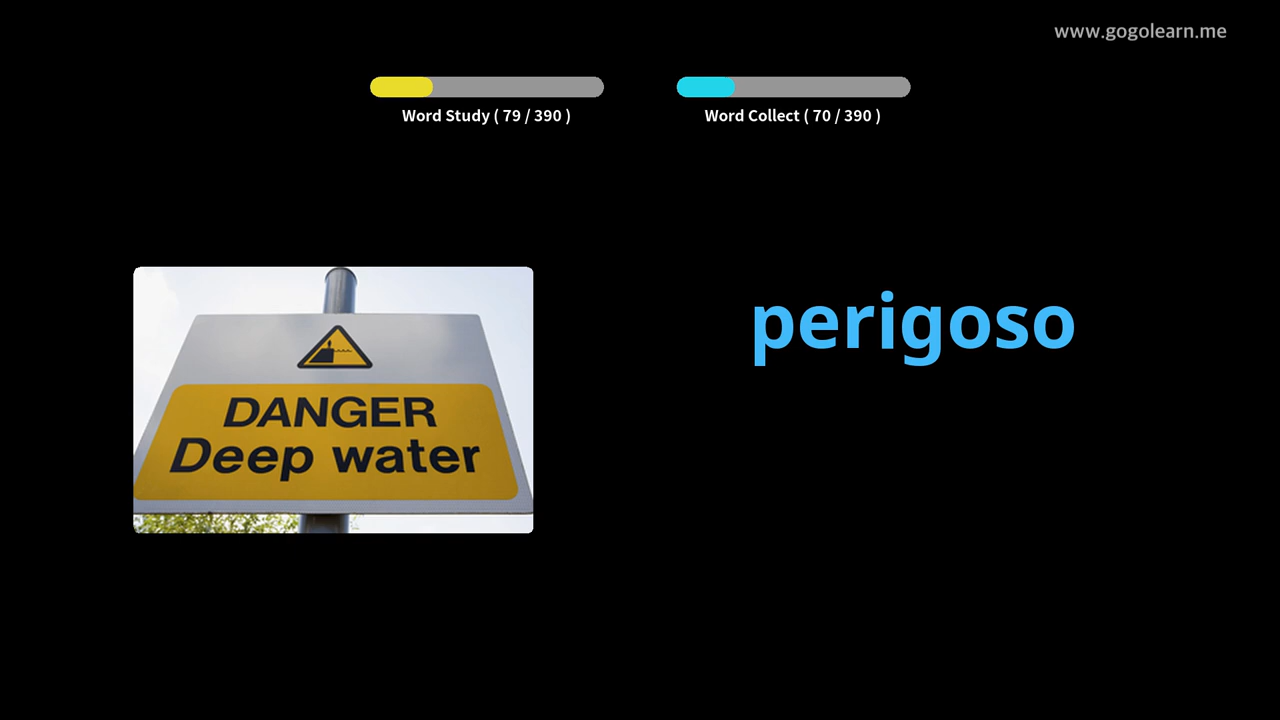 www.gogolearn.me
Word Study ( 79 / 390 )
Word Collect ( 70 / 390 )
DANGER
Deep water
perigoso